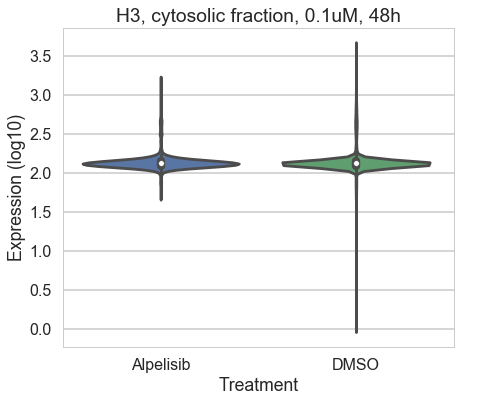 H3, cytosolic fraction, 0.1uM, 48h
Expression (log10)
3.5
3.0
2.5
2.0
1.5
1.0
0.5
0.0
Alpelisib DMSO
Treatment